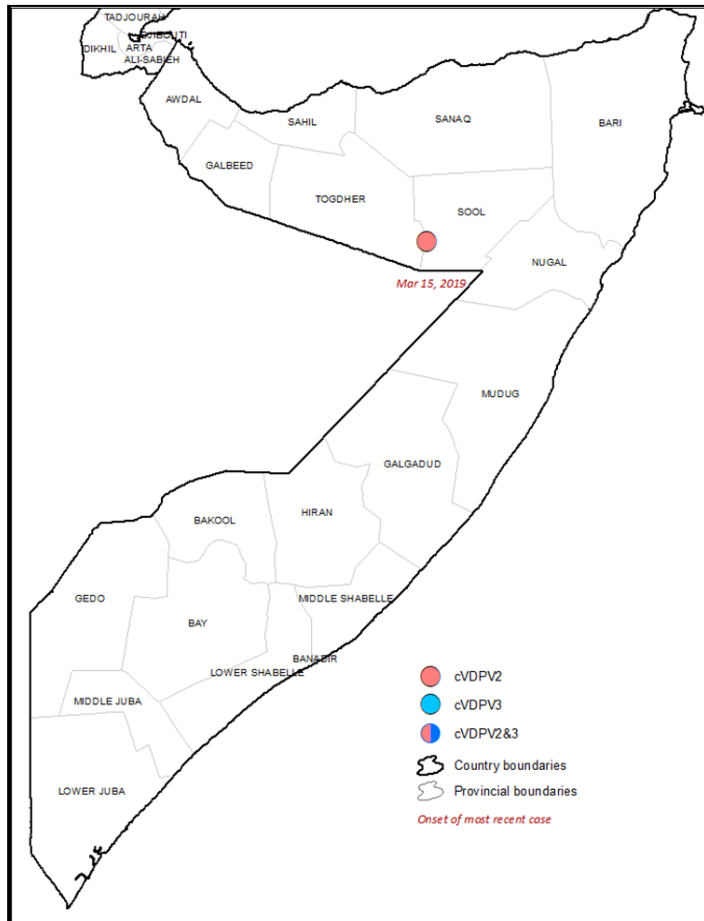 TADJOURAH
DJIBOUTI
DIKHIL
ARTA
ALI-SABIEH
AWDAL
SAHIL
SANAQ
BARI
GALBEED
TOGDHER
SOOL
NUGAL
Mar 15, 2019
MUDUG
GALGADUD
HIRAN
BAKOOL
GEDO
MIDDLE SHABELLE
BAY
BANADIR
LOWER SHABELLE
MIDDLE JUBA
LOWER JUBA
cVDPV2
cVDPV3
cVDPV2&3
Country boundaries
Provincial boundaries
Onset of most recent case